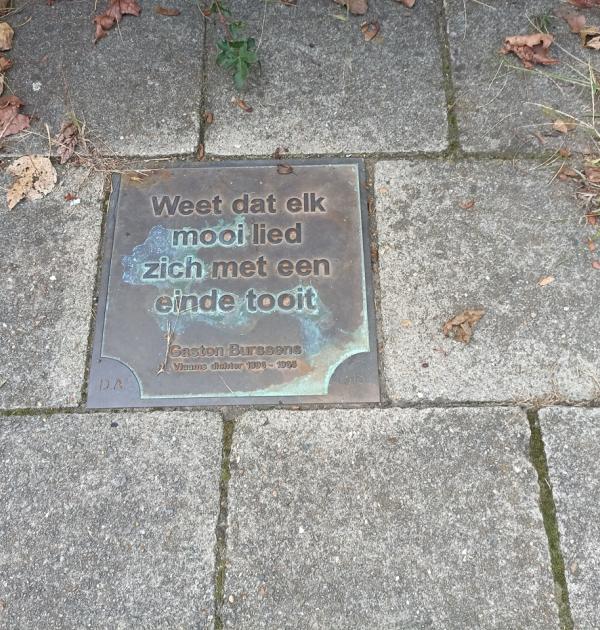 Weet dat elk
mooi lied
zich met een
einde tooit
Gaston Burssens
Vlaams dichter 1896 - 1965
D.A.